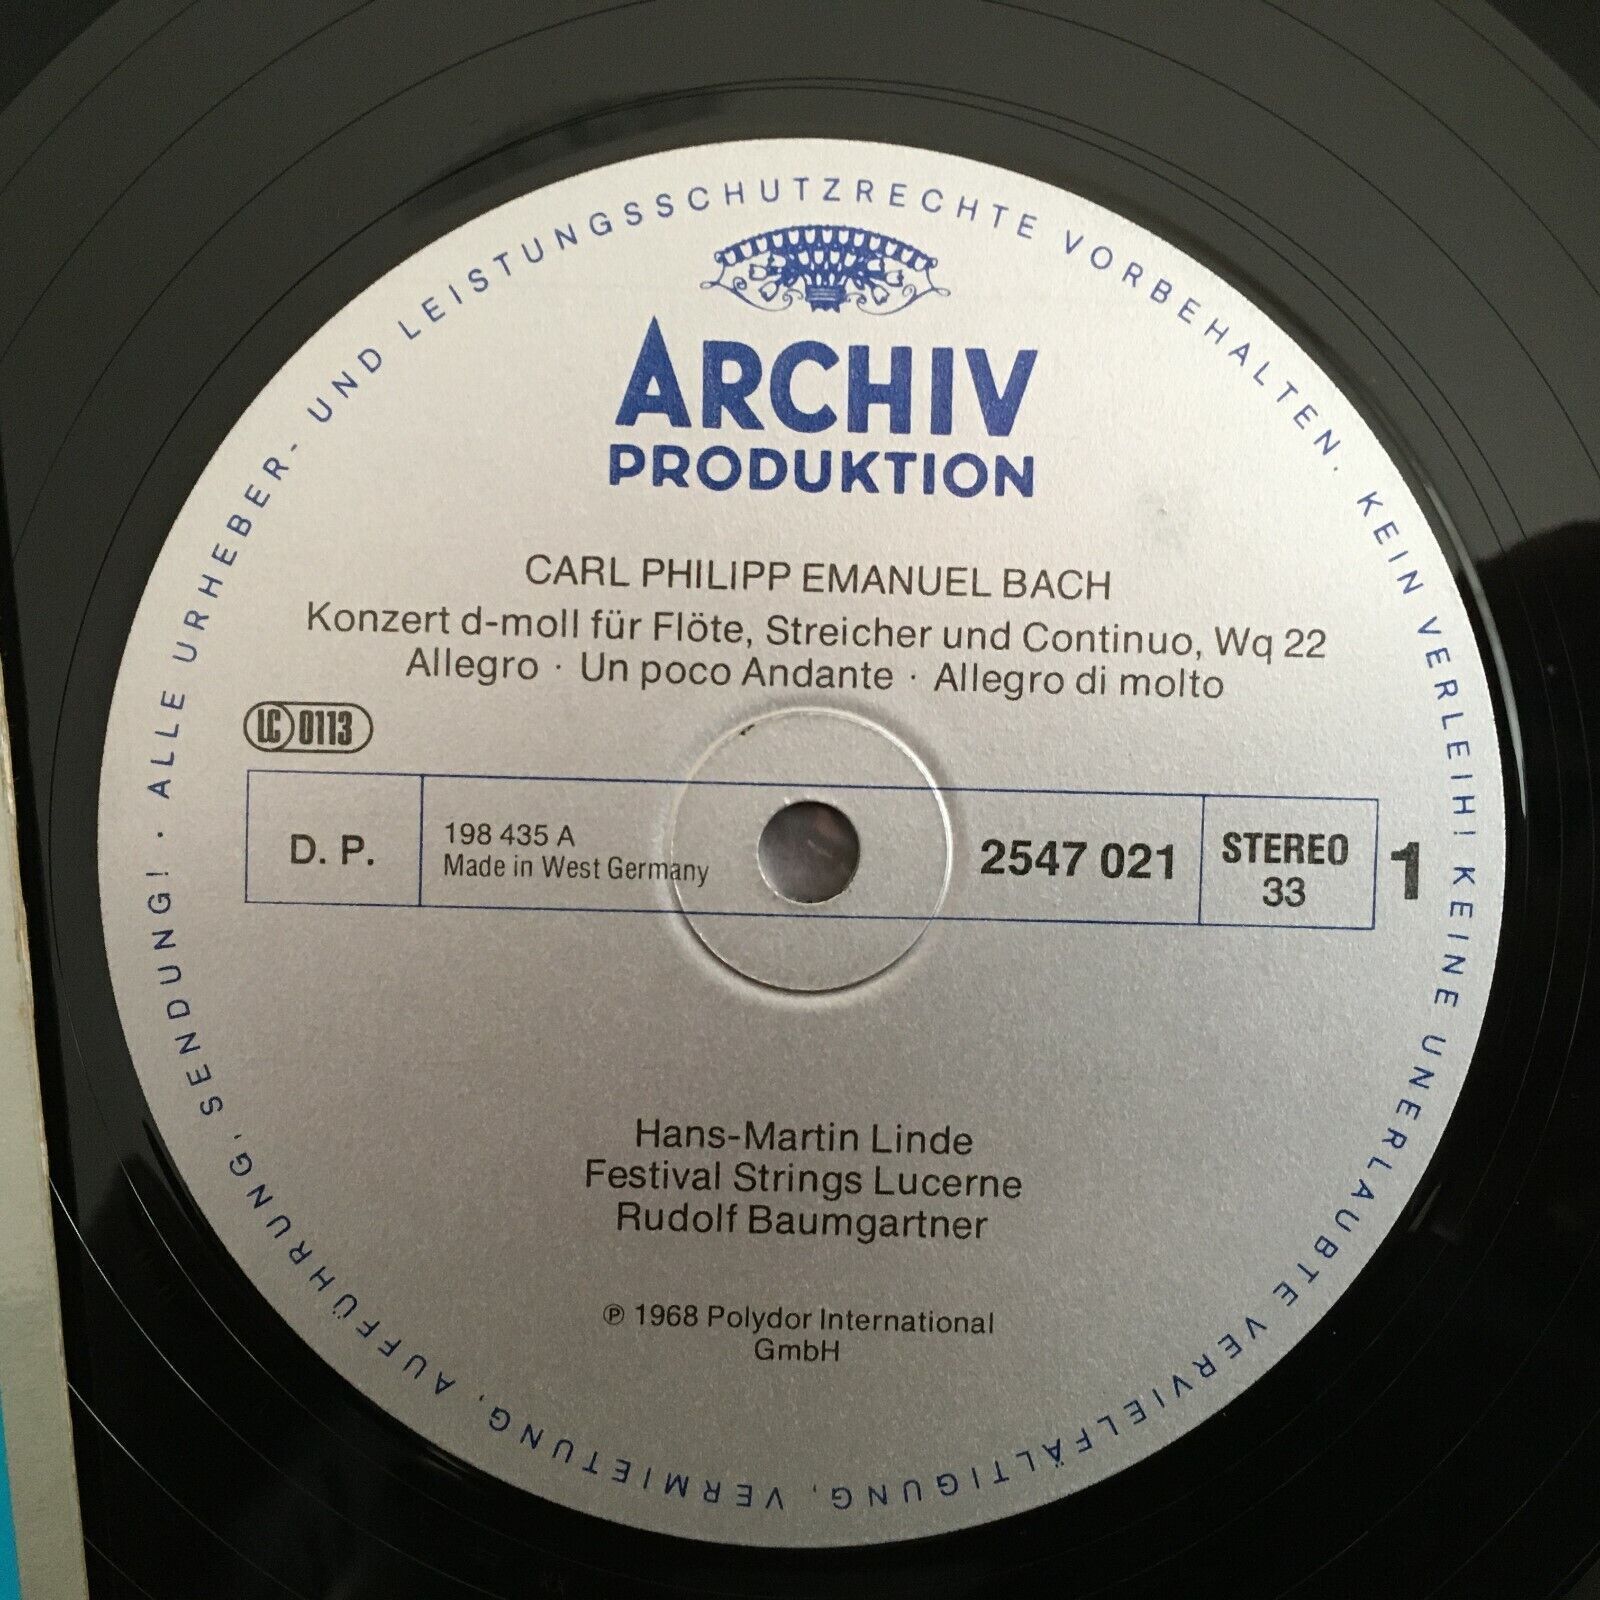 ALLE URHEBER- UND LEISTUNGSSCHUTZRECHTE VORBEHALTEN. KEIN VERLEIH! KEINE UNERLAUBTE VERVIELFÄLTIGUNG, VERMIETUNG, AUFFÜHRUNG, SENDUNG! ·
ARCHIV
PRODUKTION
CARL PHILIPP EMANUEL BACH
Konzert d-moll für Flöte, Streicher und Continuo, Wq 22
Allegro · Un poco Andante · Allegro di molto
LC 0113
D. P.
198 435 A
Made in West Germany
2547 021
STEREO
33
1
Hans-Martin Linde
Festival Strings Lucerne
Rudolf Baumgartner
℗ 1968 Polydor International
GmbH